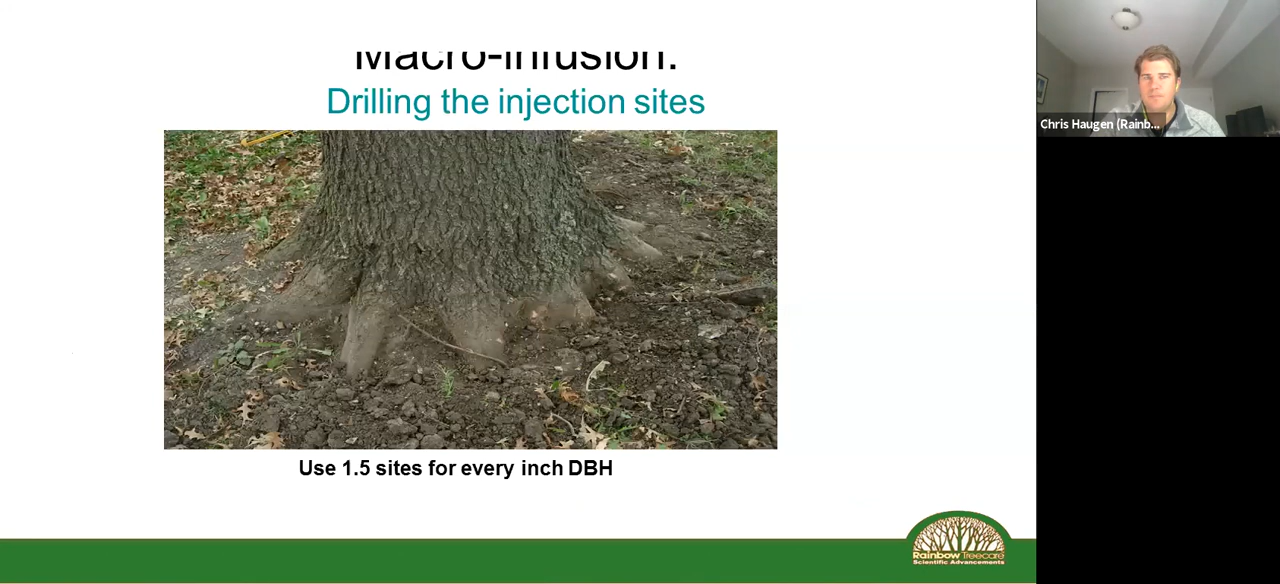 Macro-infusion:
Drilling the injection sites
Use 1.5 sites for every inch DBH
Chris Haugen (Rainb...
Rainbow Treecare
Scientific Advancements